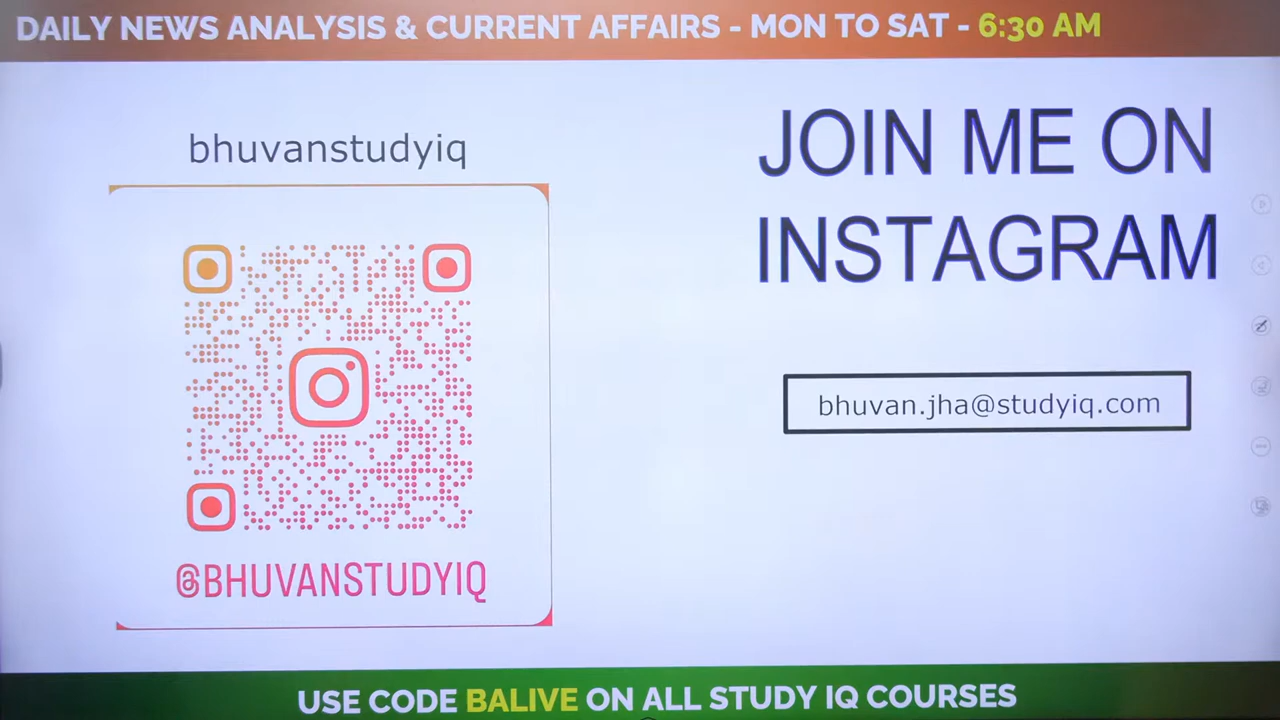 DAILY NEWS ANALYSIS & CURRENT AFFAIRS - MON TO SAT - 6:30 AM
bhuvanstudyiq
@BHUVANSTUDYIQ
JOIN ME ON
INSTAGRAM
bhuvan.jha@studyiq.com
USE CODE BALIVE ON ALL STUDY IQ COURSES